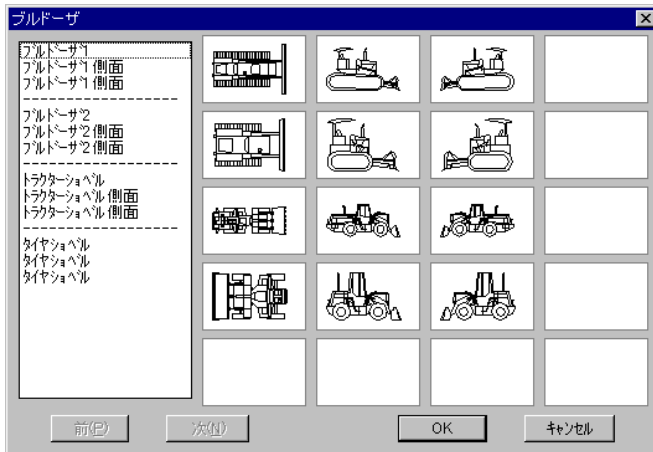 ブルドーザ
ﾌﾞﾙﾄﾞｰｻﾞ1
ﾌﾞﾙﾄﾞｰｻﾞ1 側面
ﾌﾞﾙﾄﾞｰｻﾞ1 側面
------------------------
ﾌﾞﾙﾄﾞｰｻﾞ2
ﾌﾞﾙﾄﾞｰｻﾞ2 側面
ﾌﾞﾙﾄﾞｰｻﾞ2 側面
------------------------
ﾄﾗｸﾀｰｼｮﾍﾞﾙ
ﾄﾗｸﾀｰｼｮﾍﾞﾙ 側面
ﾄﾗｸﾀｰｼｮﾍﾞﾙ 側面
------------------------
ﾀｲﾔｼｮﾍﾞﾙ
ﾀｲﾔｼｮﾍﾞﾙ
ﾀｲﾔｼｮﾍﾞﾙ
前(P)
次(N)
OK
ｷｬﾝｾﾙ